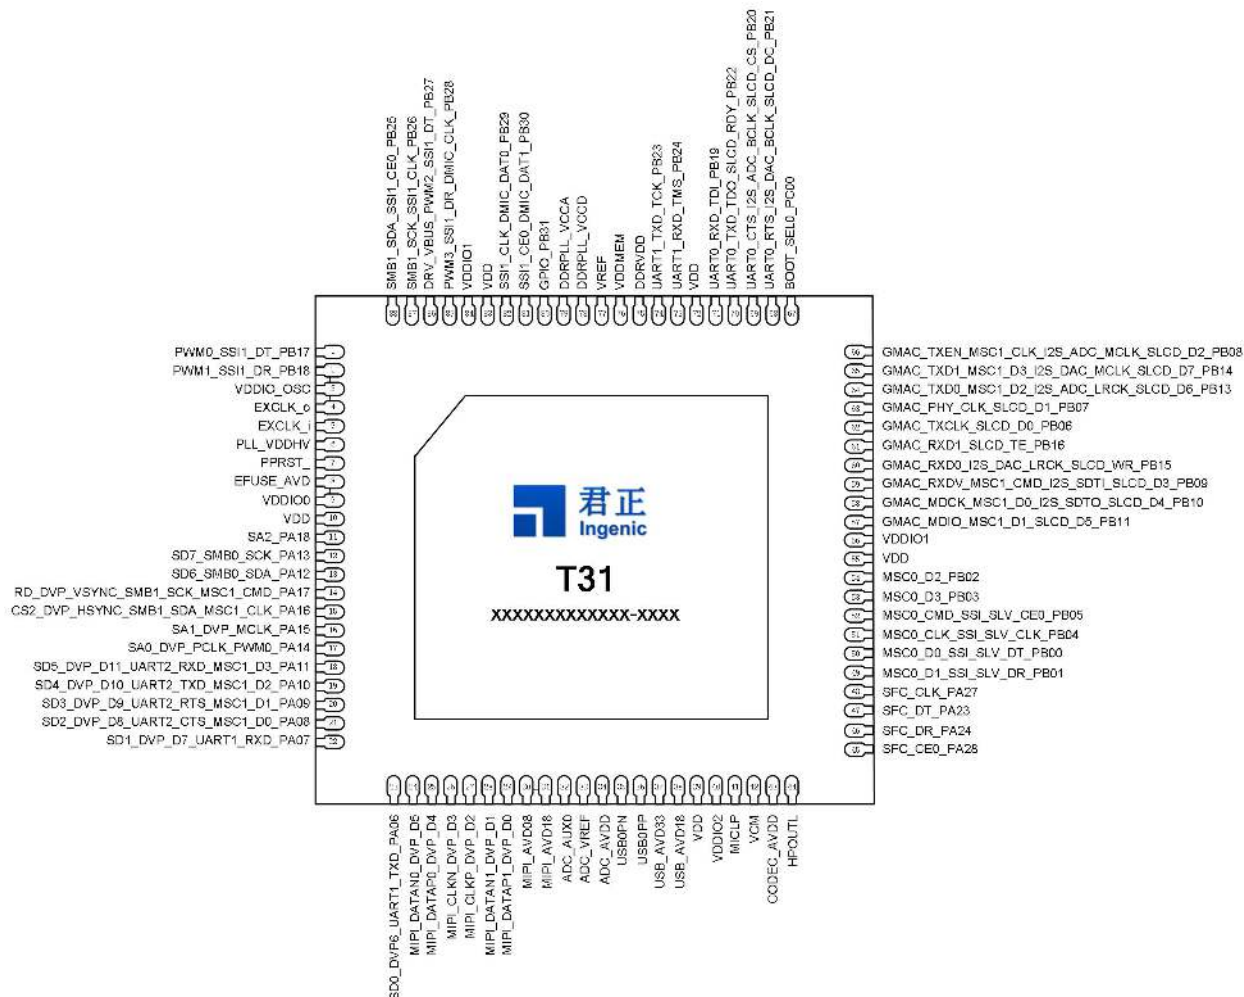 SMB1_SDA_SSI1_CE0_PB25
SMB1_SCK_SSI1_CLK_PB26
DRV_VBUS_PWM2_SSI1_DT_PB27
PWM3_SSI1_DR_DMIC_CLK_PB28
VDDIO1
VDD
SSI1_CLK_DMIC_DAT0_PB29
SSI1_CE0_DMIC_DAT1_PB30
GPIO_PB31
DDRPLL_VCCA
DDRPLL_VCCD
VREF
VDDMEM
DDRVDD
UART1_TXD_TCK_PB23
UART1_RXD_TMS_PB24
VDD
UART0_RXD_TDI_PB19
UART0_TXD_TDO_SLCD_RDY_PB22
UART0_CTS_I2S_ADC_BCLK_SLCD_CS_PB20
UART0_RTS_I2S_DAC_BCLK_SLCD_DC_PB21
BOOT_SEL0_PC00
PWM0_SSI1_DT_PB17
PWM1_SSI1_DR_PB18
VDDIO_OSC
EXCLK_o
EXCLK_i
PLL_VDDHV
PPRST_
EFUSE_AVD
VDDIO0
VDD
SA2_PA18
SD7_SMB0_SCK_PA13
SD6_SMB0_SDA_PA12
RD_DVP_VSYNC_SMB1_SCK_MSC1_CMD_PA17
CS2_DVP_HSYNC_SMB1_SDA_MSC1_CLK_PA16
SA1_DVP_MCLK_PA15
SA0_DVP_PCLK_PWM0_PA14
SD5_DVP_D11_UART2_RXD_MSC1_D3_PA11
SD4_DVP_D10_UART2_TXD_MSC1_D2_PA10
SD3_DVP_D9_UART2_RTS_MSC1_D1_PA09
SD2_DVP_D8_UART2_CTS_MSC1_D0_PA08
SD1_DVP_D7_UART1_RXD_PA07
君正
Ingenic
T31
XXXXXXXXXXXXX-XXXX
GMAC_TXEN_MSC1_CLK_I2S_ADC_MCLK_SLCD_D2_PB08
GMAC_TXD1_MSC1_D3_I2S_DAC_MCLK_SLCD_D7_PB14
GMAC_TXD0_MSC1_D2_I2S_ADC_LRCK_SLCD_D6_PB13
GMAC_PHY_CLK_SLCD_D1_PB07
GMAC_TXCLK_SLCD_D0_PB06
GMAC_RXD1_SLCD_TE_PB16
GMAC_RXD0_I2S_DAC_LRCK_SLCD_WR_PB15
GMAC_RXDV_MSC1_CMD_I2S_SDTI_SLCD_D3_PB09
GMAC_MDCK_MSC1_D0_I2S_SDTO_SLCD_D4_PB10
GMAC_MDIO_MSC1_D1_SLCD_D5_PB11
VDDIO1
VDD
MSC0_D2_PB02
MSC0_D3_PB03
MSC0_CMD_SSI_SLV_CE0_PB05
MSC0_CLK_SSI_SLV_CLK_PB04
MSC0_D0_SSI_SLV_DT_PB00
MSC0_D1_SSI_SLV_DR_PB01
SFC_CLK_PA27
SFC_DT_PA23
SFC_DR_PA24
SFC_CE0_PA28
SD0_DVP6_UART1_TXD_PA06
MIPI_DATAN0_DVP_D5
MIPI_DATAP0_DVP_D4
MIPI_CLKN_DVP_D3
MIPI_CLKP_DVP_D2
MIPI_DATAN1_DVP_D1
MIPI_DATAP1_DVP_D0
MIPI_AVD08
MIPI_AVD18
ADC_AUX0
ADC_VREF
ADC_AVDD
USB0PN
USB0PP
USB_AVD33
USB_AVD18
VDD
VDDIO2
MICLP
VCM
CODEC_AVDD
HPOUTL